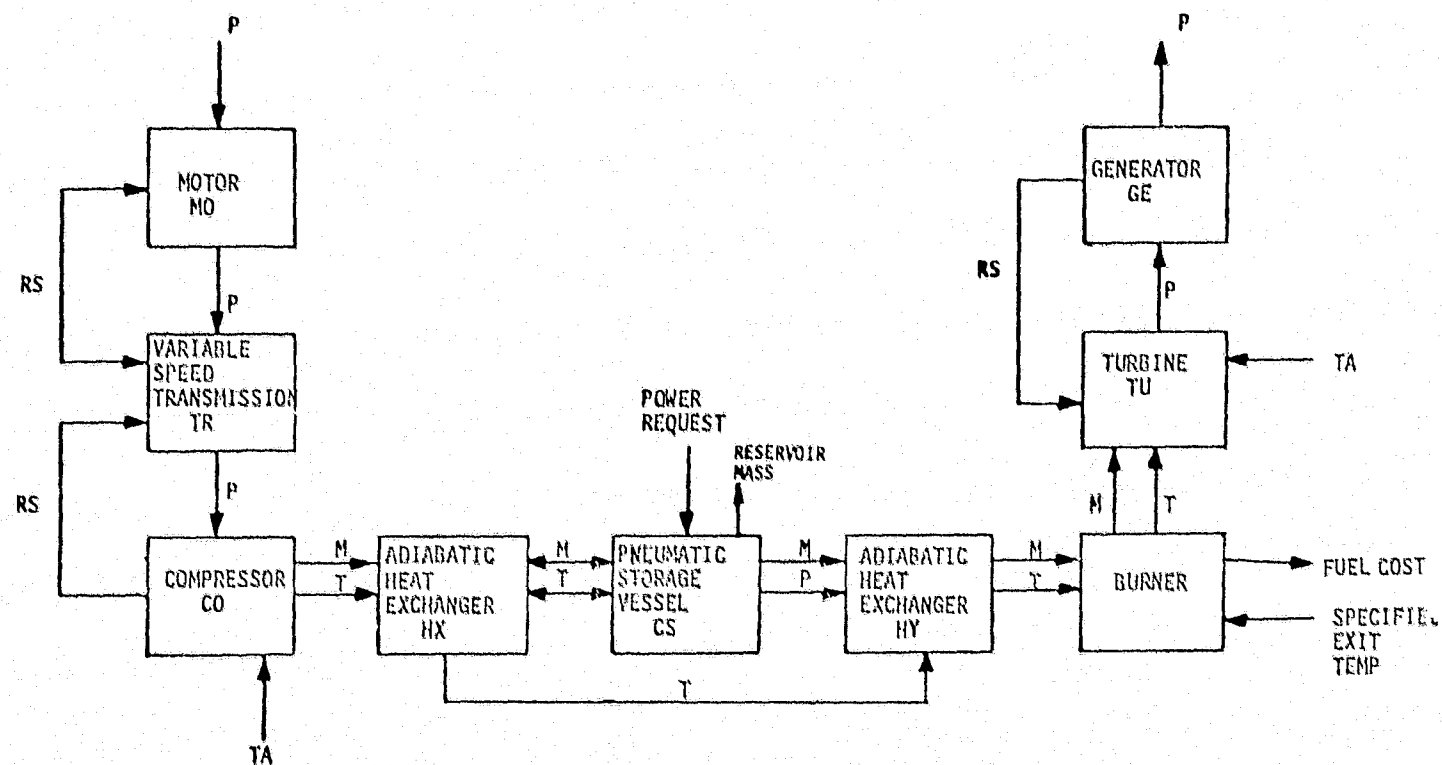 P
P
MOTOR
MO
GENERATOR
GE
RS
RS
P
P
VARIABLE
SPEED
TRANSMISSION
TR
TURBINE
TU
TA
POWER
REQUEST
RESERVOIR
MASS
RS
P
M
T
COMPRESSOR
CO
M
T
ADIABATIC
HEAT
EXCHANGER
HX
M
T
PNEUMATIC
STORAGE
VESSEL
CS
M
P
ADIABATIC
HEAT
EXCHANGER
HY
M
T
BURNER
FUEL COST
EXIT
TEMP
T
TA